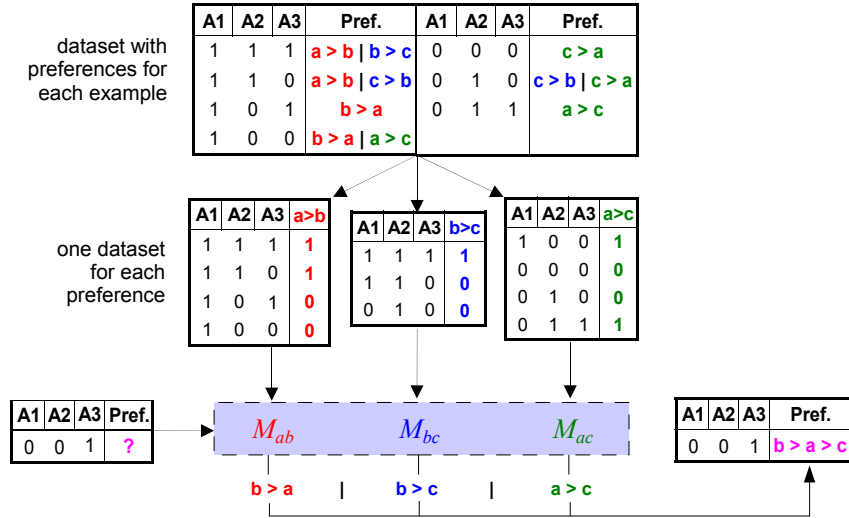 A1 A2 A3 Pref. A1 A2 A3 Pref.
dataset with preferences for each example
1 1 1 a > b | b > c 0 0 0 c > a
1 1 0 a > b | c > b 0 1 0 c > b | c > a
1 0 1 b > a 0 1 1 a > c
1 0 0 b > a | a > c
one dataset for each preference
A1 A2 A3 a>b
1 1 1 1
1 1 0 1
1 0 1 0
1 0 0 0
A1 A2 A3 b>c
1 1 1 1
1 1 0 0
0 1 0 0
A1 A2 A3 a>c
1 0 0 1
0 0 0 0
0 1 0 0
0 1 1 1
A1 A2 A3 Pref.
0 0 1 ?
M_ab M_bc M_ac
A1 A2 A3 Pref.
0 0 1 b > a > c
b > a | b > c | a > c